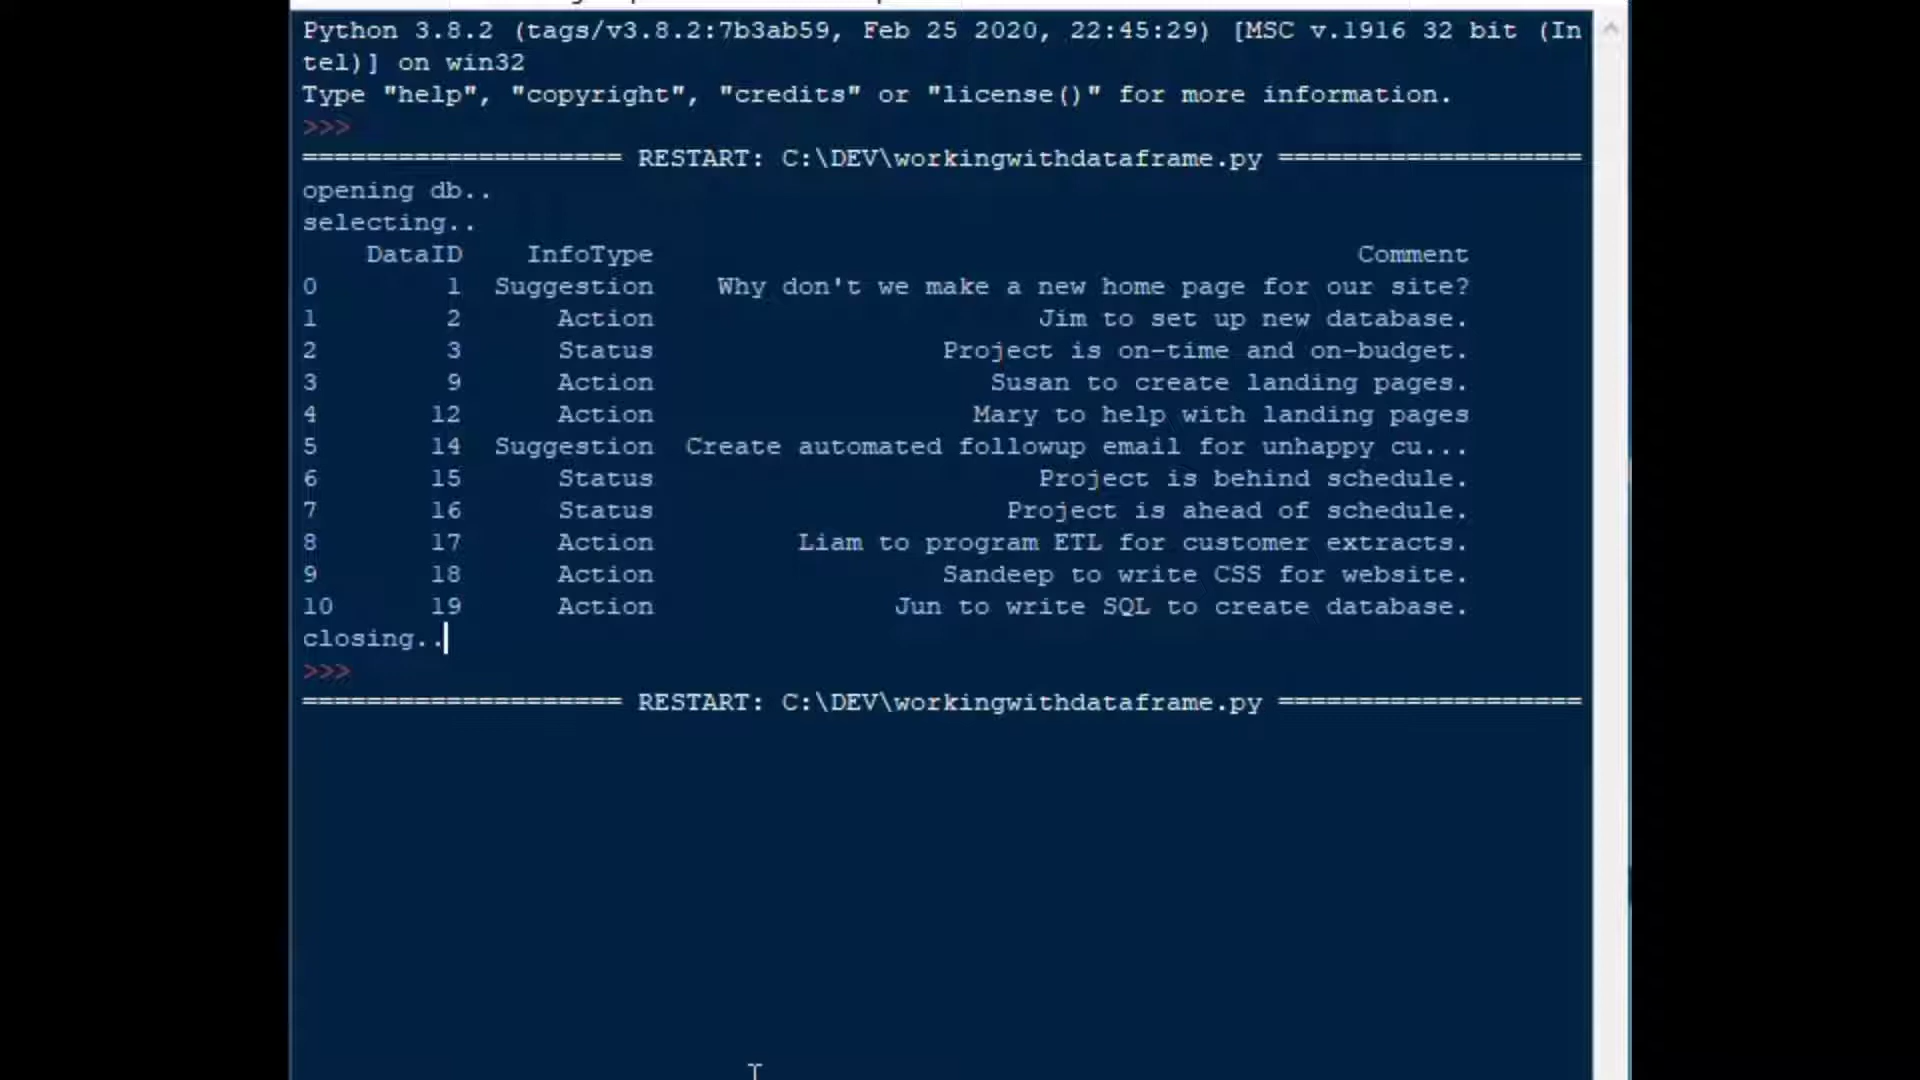 Python 3.8.2 (tags/v3.8.2:7b3ab59, Feb 25 2020, 22:45:29) [MSC v.1916 32 bit (In
tel)] on win32
Type "help", "copyright", "credits" or "license()" for more information.
>>>
==================== RESTART: C:\DEV\workingwithdataframe.py ===================
opening db..
selecting..
DataID InfoType Comment
0 1 Suggestion Why don't we make a new home page for our site?
1 2 Action Jim to set up new database.
2 3 Status Project is on-time and on-budget.
3 9 Action Susan to create landing pages.
4 12 Action Mary to help with landing pages
5 14 Suggestion Create automated followup email for unhappy cu...
6 15 Status Project is behind schedule.
7 16 Status Project is ahead of schedule.
8 17 Action Liam to program ETL for customer extracts.
9 18 Action Sandeep to write CSS for website.
10 19 Action Jun to write SQL to create database.
closing..
>>>
==================== RESTART: C:\DEV\workingwithdataframe.py ===================